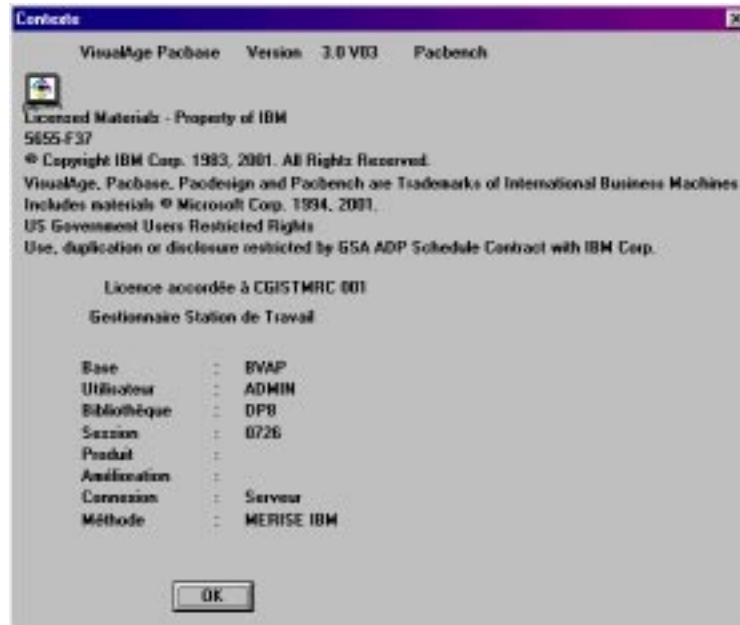 Contexte
VisualAge Pacbase Version 3.0 V03 Pacbench
Licensed Materials - Property of IBM
5655-F37
© Copyright IBM Corp. 1983, 2001. All Rights Reserved.
VisualAge, Pacbase, Pacdesign and Pacbench are Trademarks of International Business Machines
Includes materials © Microsoft Corp. 1994, 2001.
US Government Users Restricted Rights
Use, duplication or disclosure restricted by GSA ADP Schedule Contract with IBM Corp.
Licence accordée à CGISTMRC 001
Gestionnaire Station de Travail
Base : BVAP
Utilisateur : ADMIN
Bibliothèque : DP8
Session : 0726
Produit :
Amélioration :
Connexion : Serveur
Méthode : MERISE IBM
OK